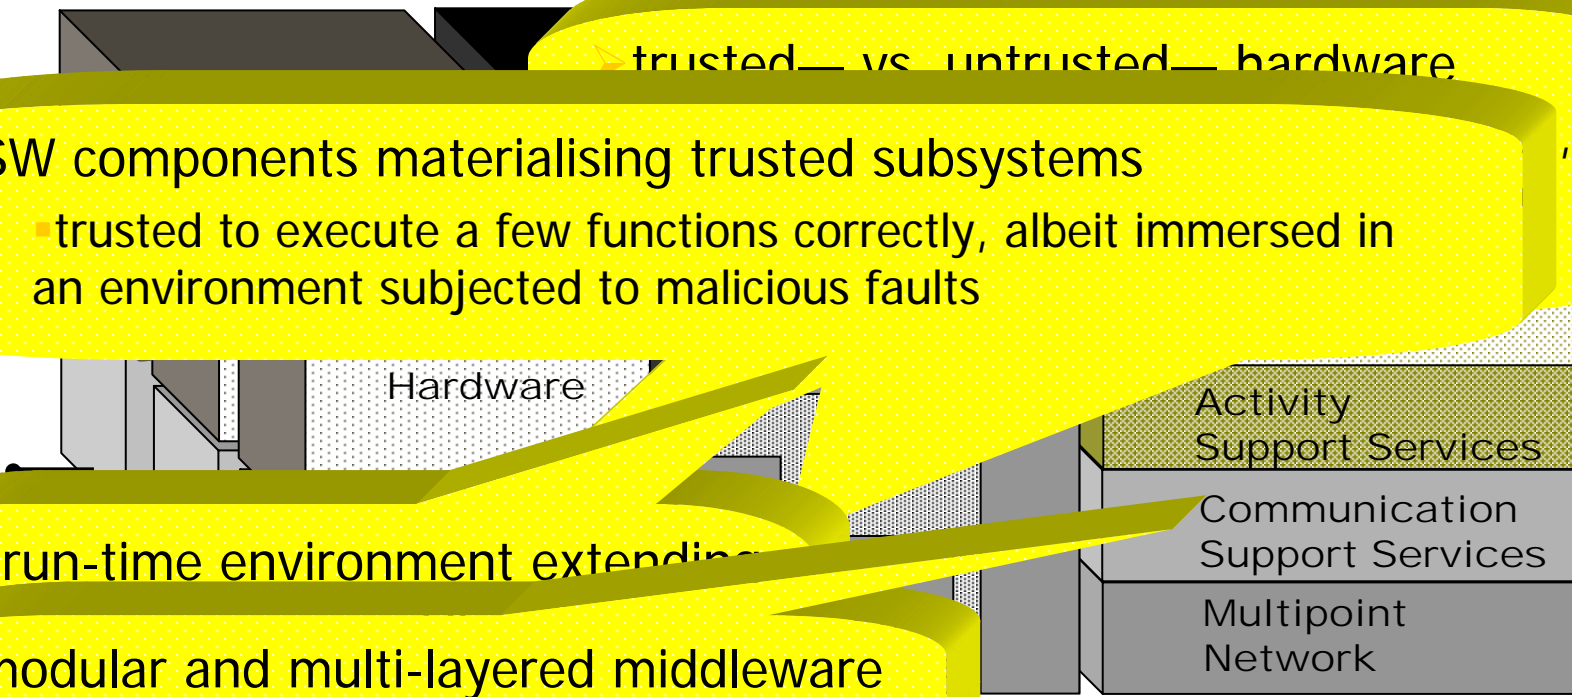 trusted— vs. untrusted— hardware
SW components materialising trusted subsystems
trusted to execute a few functions correctly, albeit immersed in
an environment subjected to malicious faults
Hardware
Activity
Support Services
Communication
Support Services
run-time environment extending
Multipoint
Network
modular and multi-layered middleware